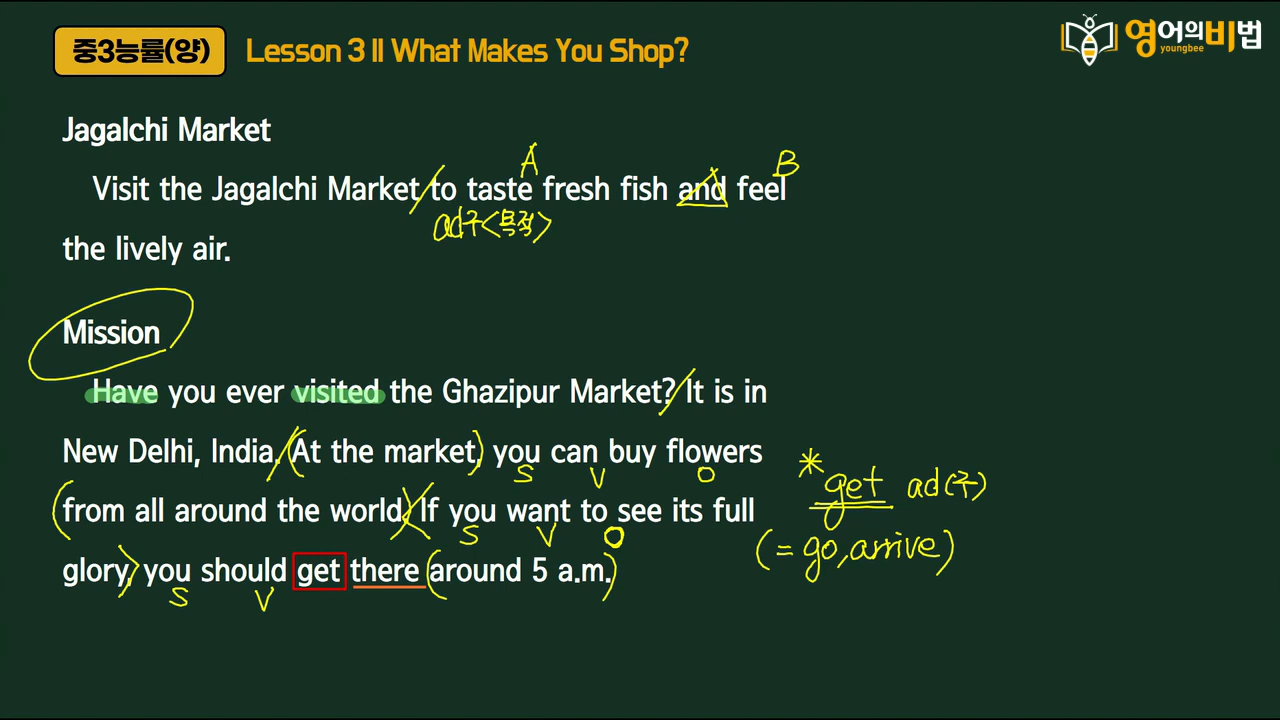 중3능률(양) Lesson 3 II What Makes You Shop?
영어의비법
youngbee
Jagalchi Market
A B
Visit the Jagalchi Market to taste fresh fish and feel
ad구<목적>
the lively air.
Mission
Have you ever visited the Ghazipur Market? It is in
New Delhi, India. At the market, you can buy flowers
S V O
*get ad(구)
from all around the world. If you want to see its full
S V O
(=go, arrive)
glory, you should get there around 5 a.m.
S V